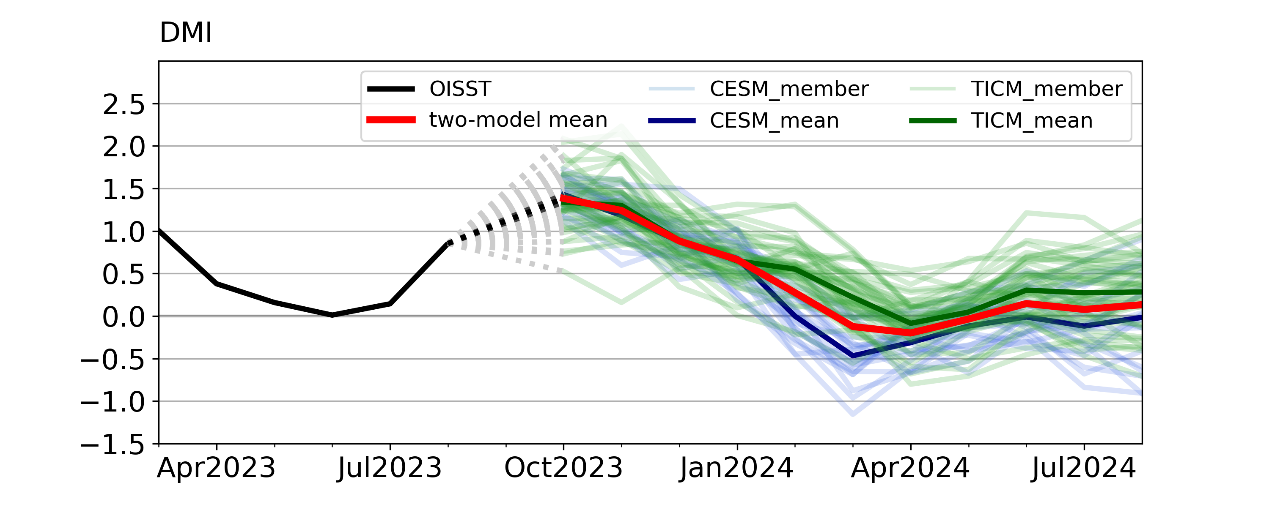 DMI
OISST CESM_member TICM_member
two-model mean CESM_mean TICM_mean
2.5
2.0
1.5
1.0
0.5
0.0
−0.5
−1.0
−1.5
Apr2023 Jul2023 Oct2023 Jan2024 Apr2024 Jul2024